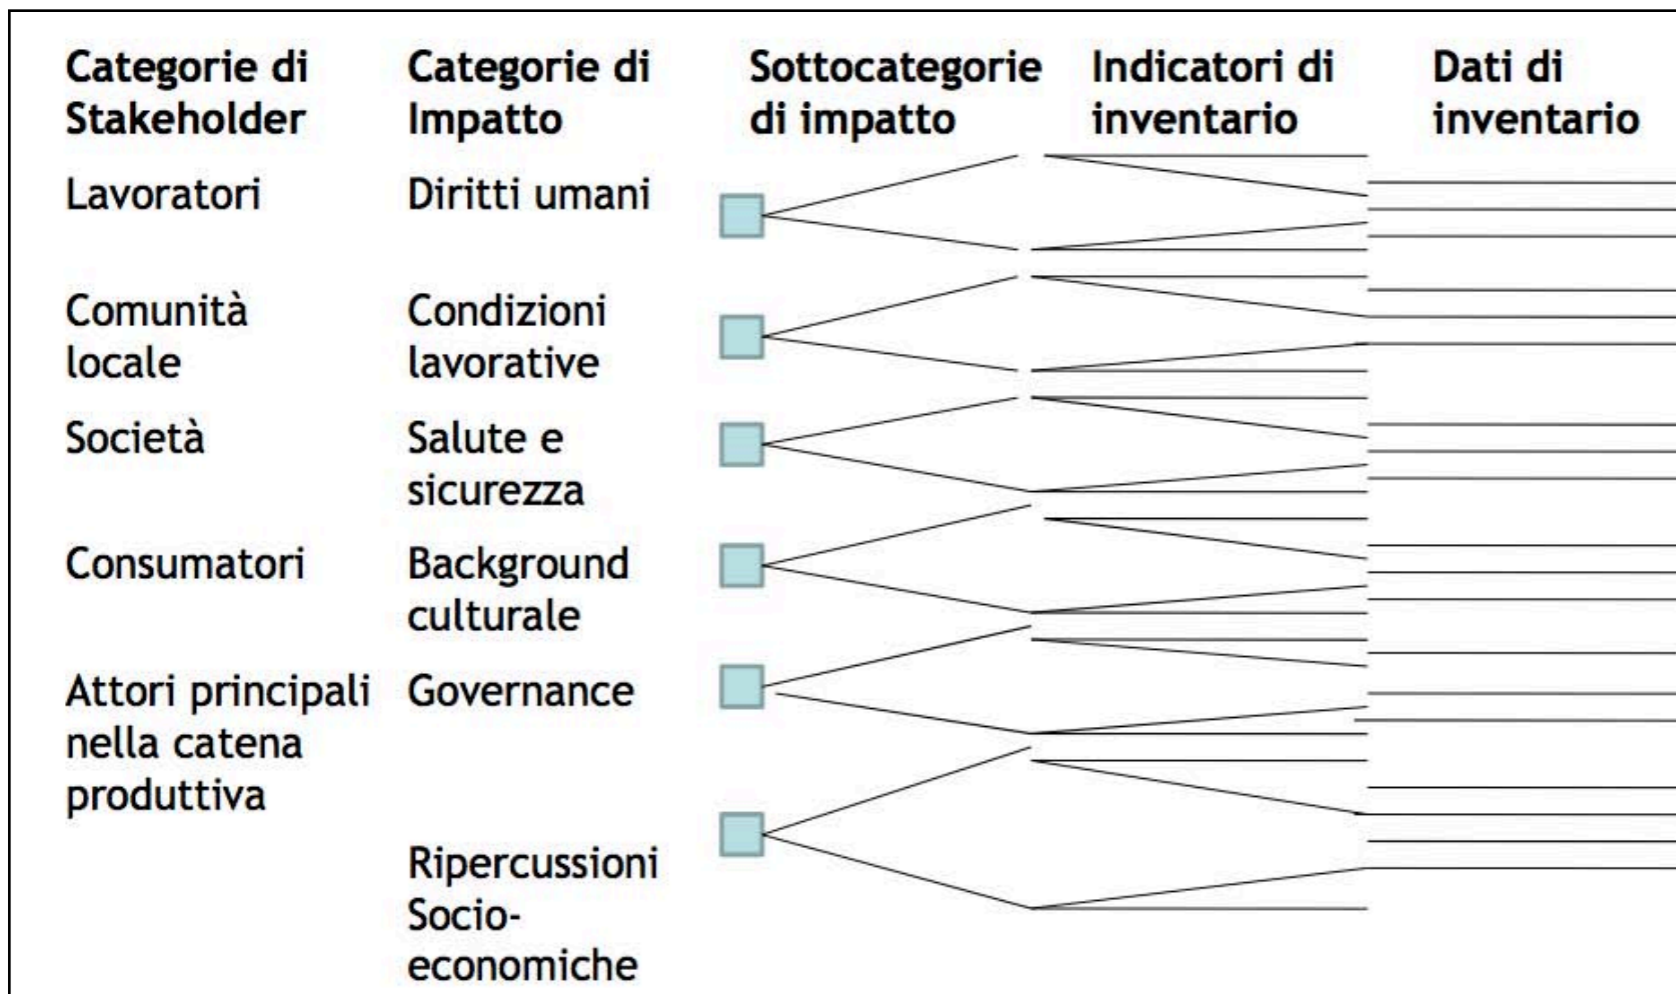 Categorie di
Stakeholder
Categorie di
Impatto
Sottocategorie
di impatto
Indicatori di
inventario
Dati di
inventario
Lavoratori
Diritti umani
Comunità
locale
Condizioni
lavorative
Società
Salute e
sicurezza
Consumatori
Background
culturale
Attori principali
nella catena
produttiva
Governance
Ripercussioni
Socio-
economiche